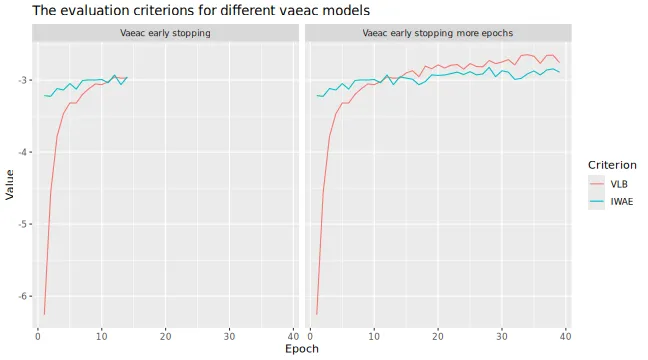 The evaluation criterions for different vaeac models
Vaeac early stopping
Vaeac early stopping more epochs
Value
-3
-4
-5
-6
0 10 20 30 40
0 10 20 30 40
Epoch
Criterion
VLB
IWAE